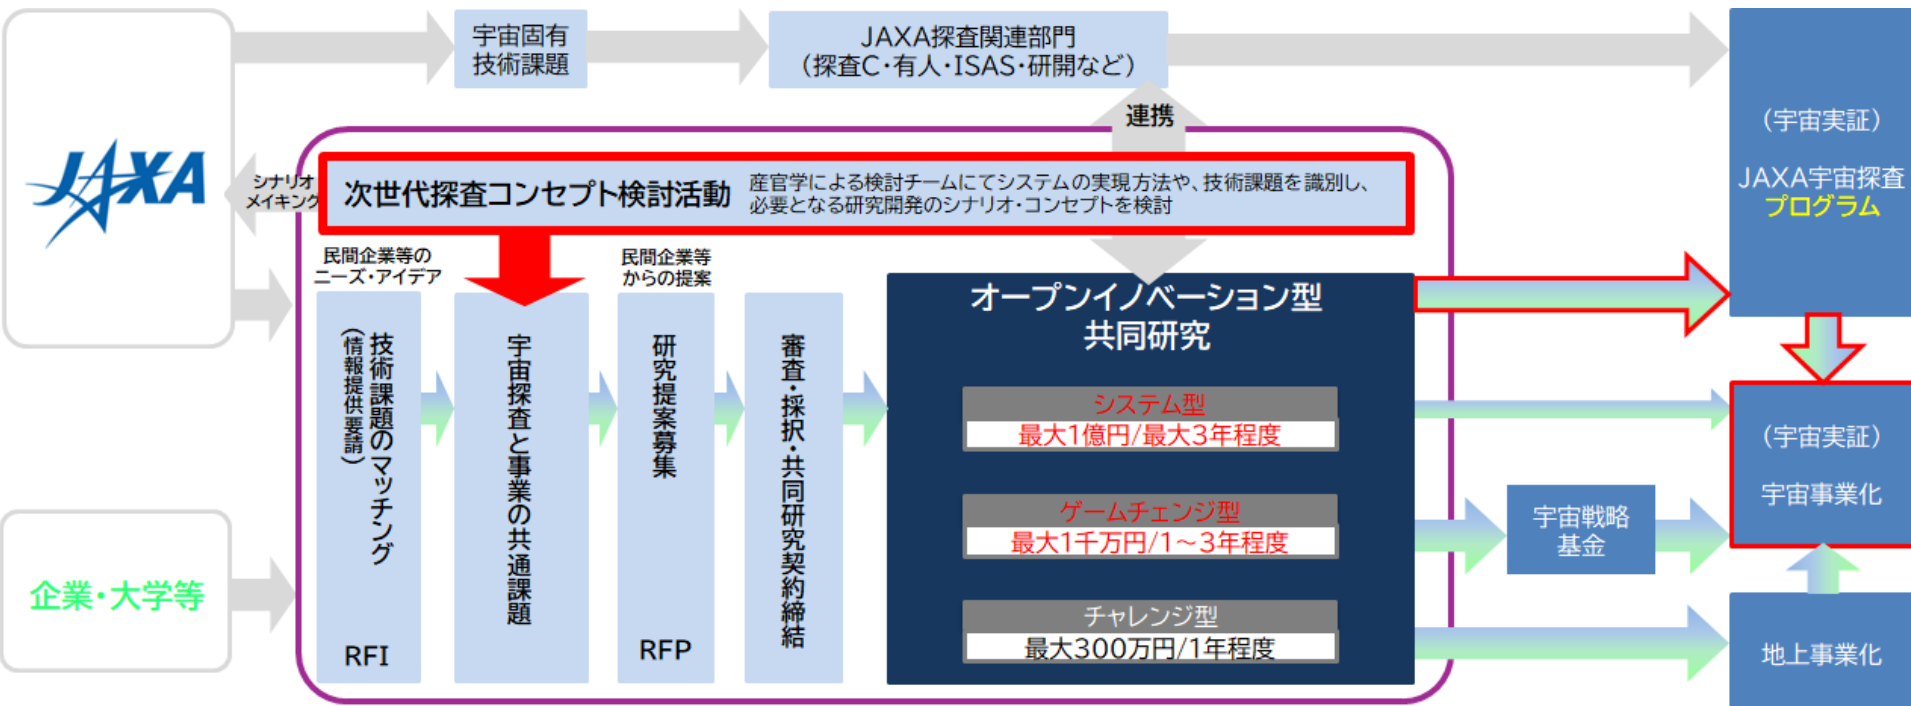 宇宙固有
技術課題
JAXA探査関連部門
（探査C・有人・ISAS・研開など）
連携
（宇宙実証）
JAXA宇宙探査
プログラム
JAXA
シナリオ
メイキング
次世代探査コンセプト検討活動
産官学による検討チームにてシステムの実現方法や、技術課題を識別し、
必要となる研究開発のシナリオ・コンセプトを検討
民間企業等の
ニーズ・アイデア
民間企業等
からの提案
技術課題のマッチング
（情報提供要請）
RFI
宇宙探査と事業の共通課題
研究提案募集
RFP
審査・採択・共同研究契約締結
オープンイノベーション型
共同研究
システム型
最大1億円/最大3年程度
ゲームチェンジ型
最大1千万円/1～3年程度
チャレンジ型
最大300万円/1年程度
宇宙戦略
基金
（宇宙実証）
宇宙事業化
地上事業化
企業・大学等